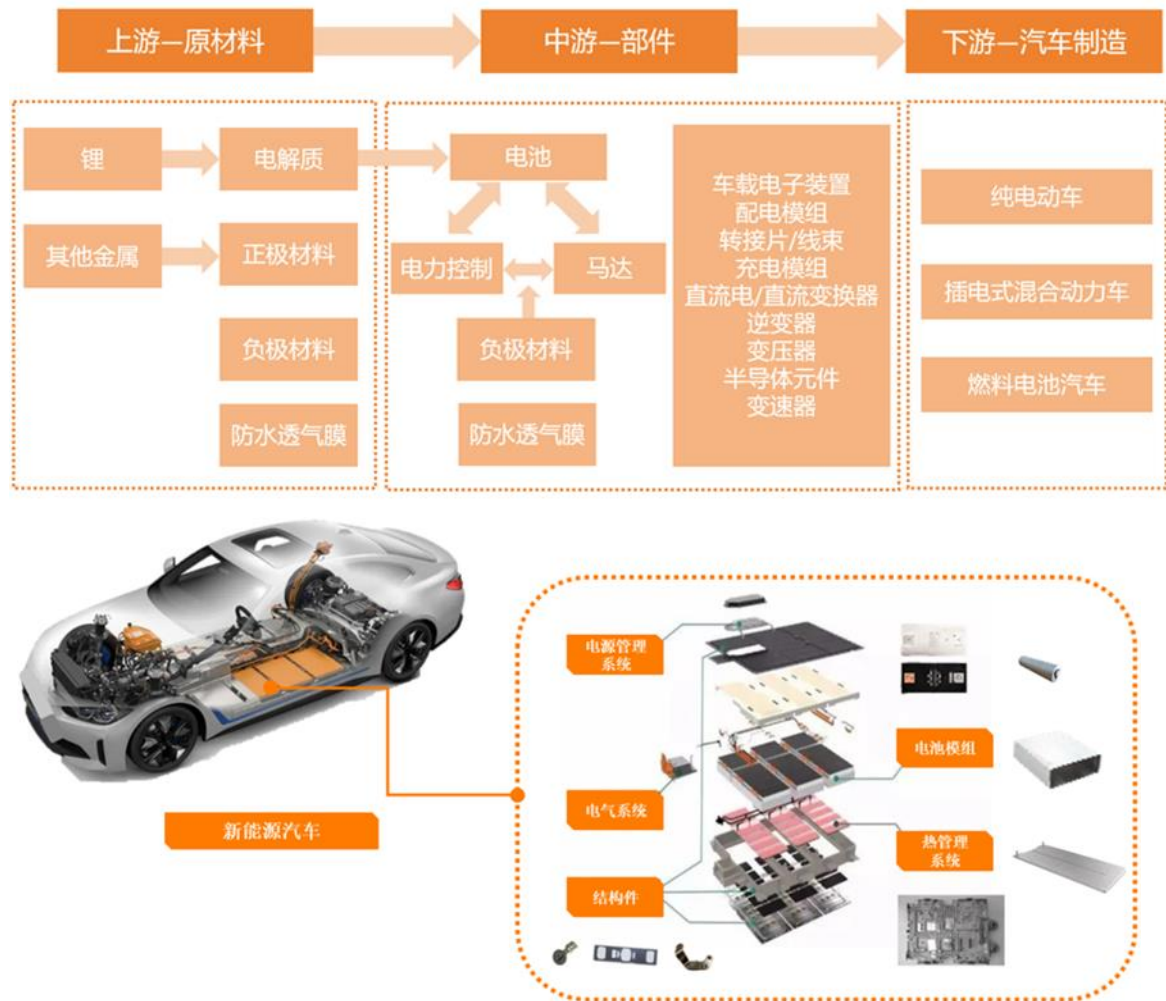 上游—原材料
中游—部件
下游—汽车制造
锂
电解质
其他金属
正极材料
负极材料
防水透气膜
电池
电力控制
马达
负极材料
防水透气膜
车载电子装置
配电模组
转接片/线束
充电模组
直流电/直流变换器
逆变器
变压器
半导体元件
变速器
纯电动车
插电式混合动力车
燃料电池汽车
新能源汽车
电源管理
系统
电气系统
结构件
电池模组
热管理
系统